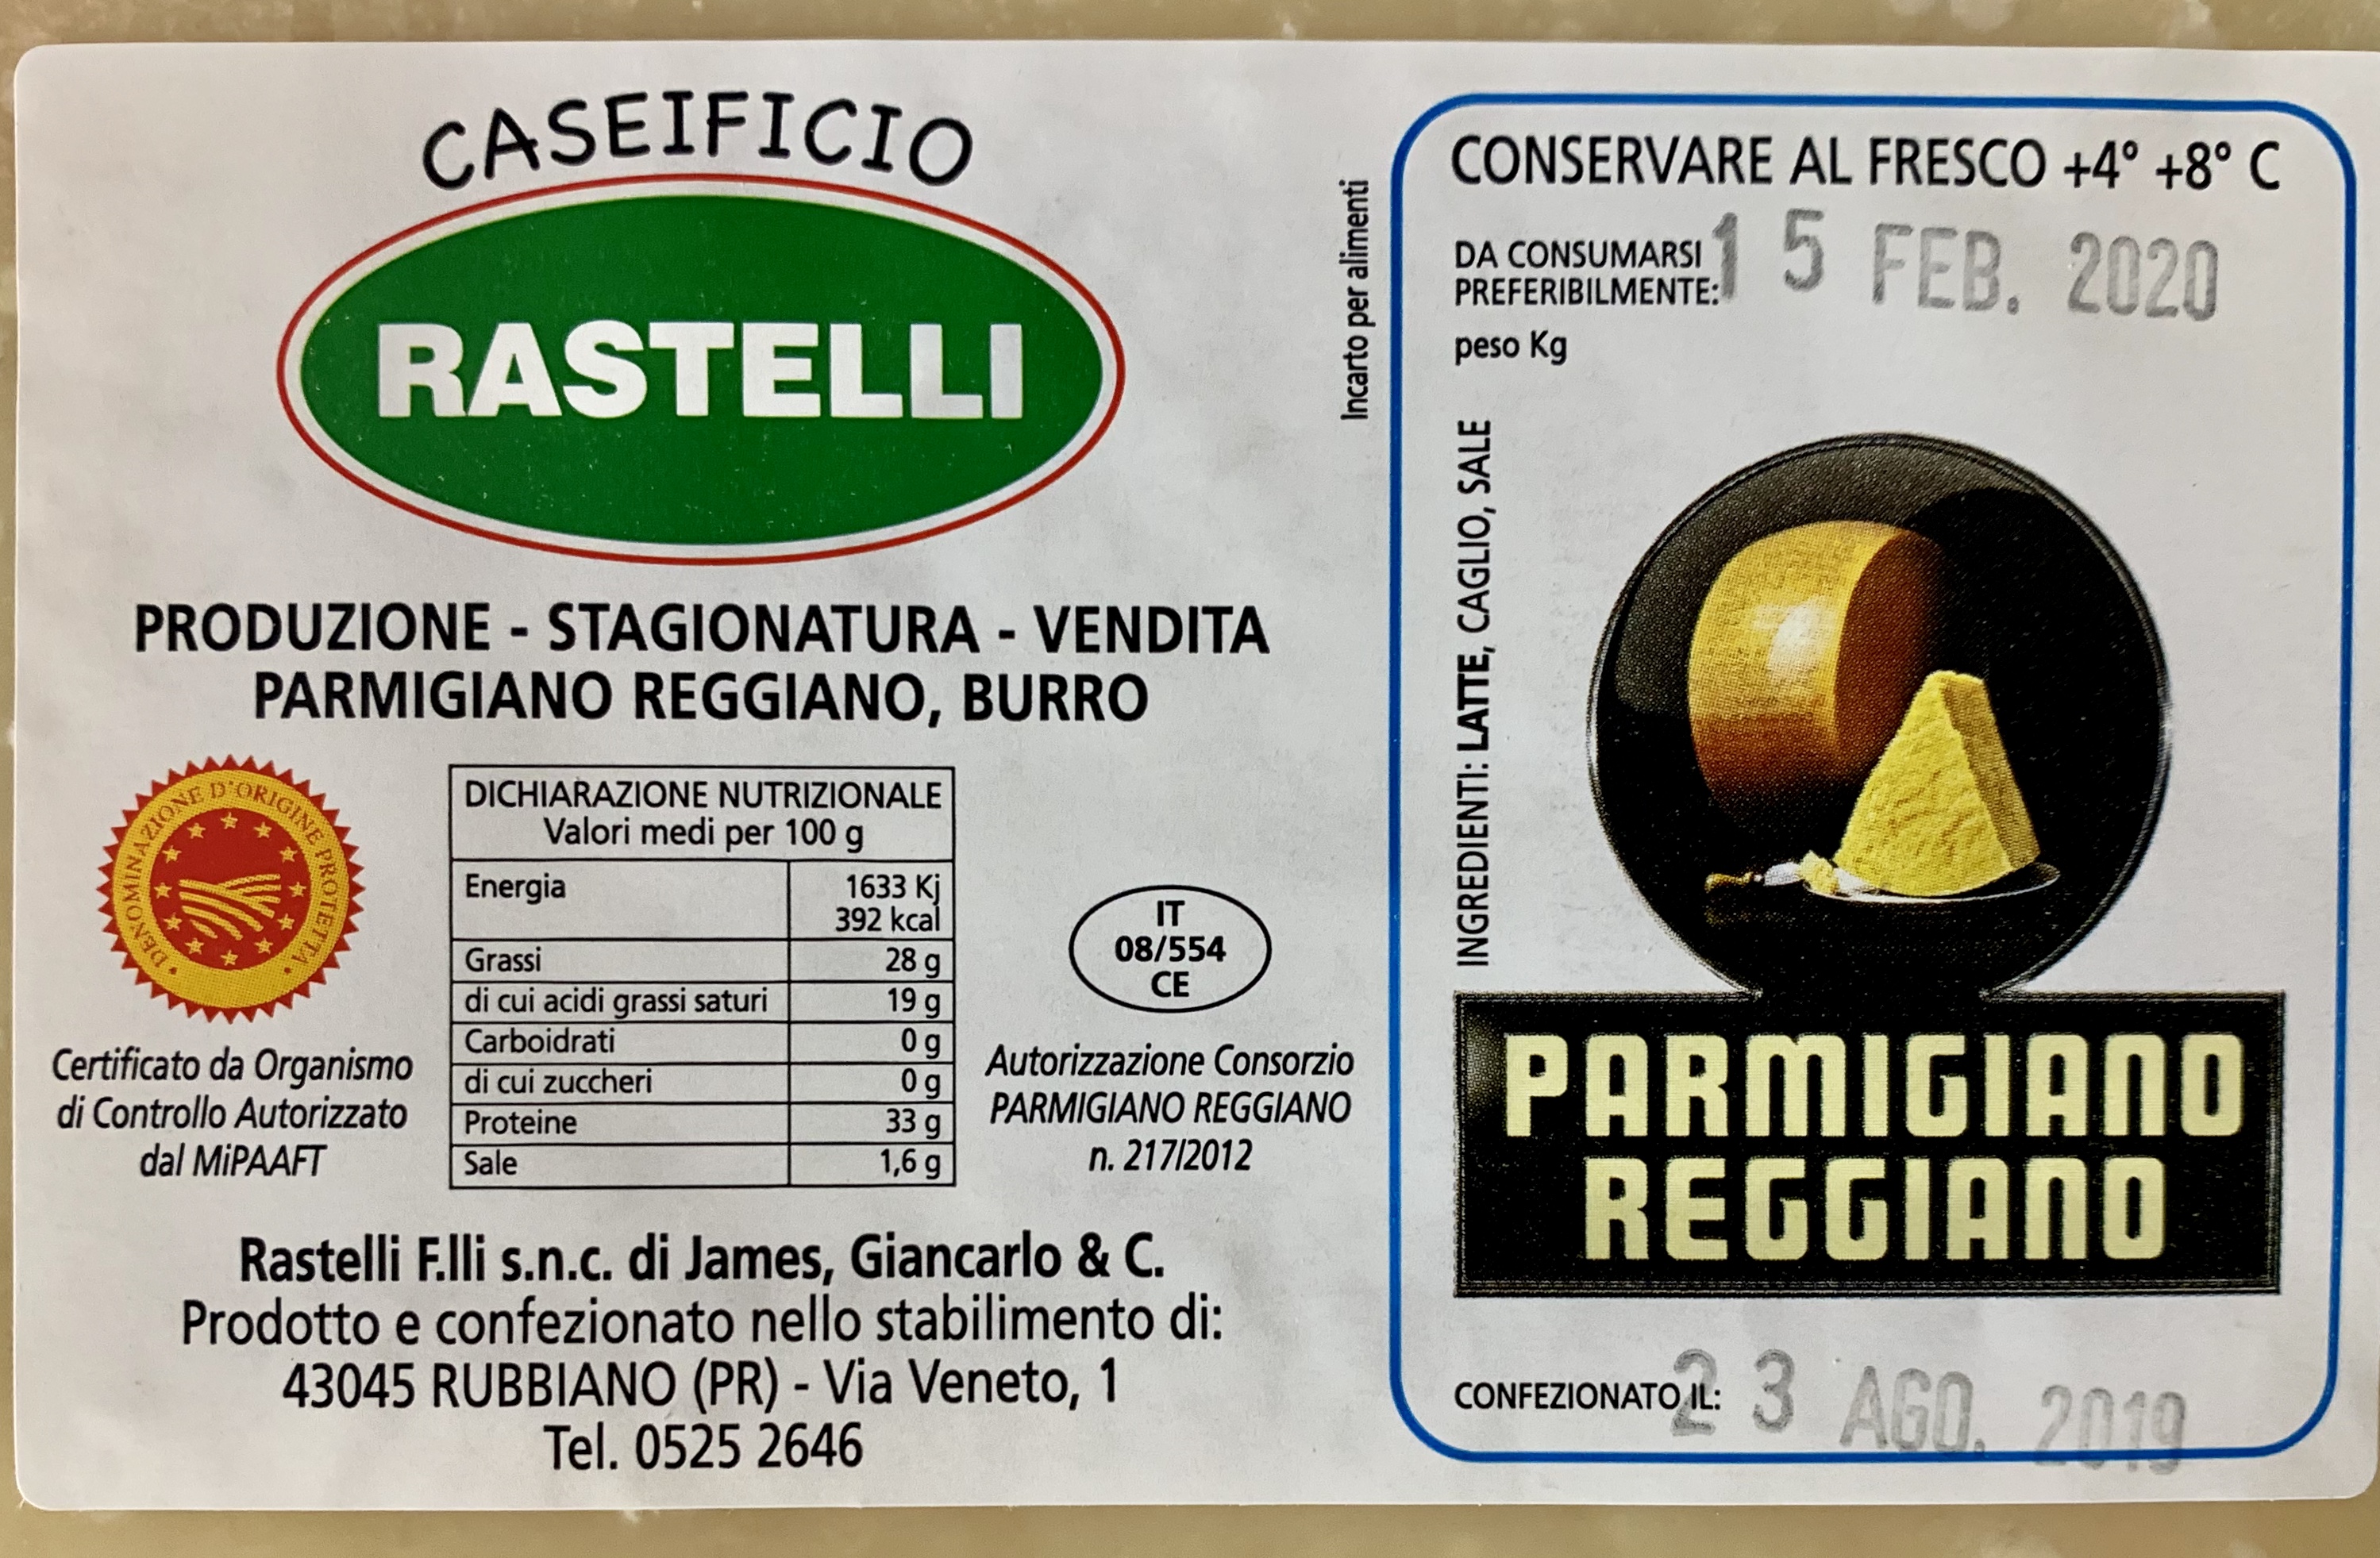 CASEIFICIO
RASTELLI
PRODUZIONE - STAGIONATURA - VENDITA
PARMIGIANO REGGIANO, BURRO
• DENOMINAZIONE D'ORIGINE PROTETTA •
Certificato da Organismo
di Controllo Autorizzato
dal MiPAAFT
DICHIARAZIONE NUTRIZIONALE
Valori medi per 100 g
Energia 1633 Kj
392 kcal
Grassi 28 g
di cui acidi grassi saturi 19 g
Carboidrati 0 g
di cui zuccheri 0 g
Proteine 33 g
Sale 1,6 g
IT
08/554
CE
Autorizzazione Consorzio
PARMIGIANO REGGIANO
n. 217/2012
Rastelli F.lli s.n.c. di James, Giancarlo & C.
Prodotto e confezionato nello stabilimento di:
43045 RUBBIANO (PR) - Via Veneto, 1
Tel. 0525 2646
Incarto per alimenti
CONSERVARE AL FRESCO +4° +8° C
DA CONSUMARSI
PREFERIBILMENTE: 15 FEB. 2020
peso Kg
INGREDIENTI: LATTE, CAGLIO, SALE
PARMIGIANO
REGGIANO
CONFEZIONATO IL: 23 AGO. 2019